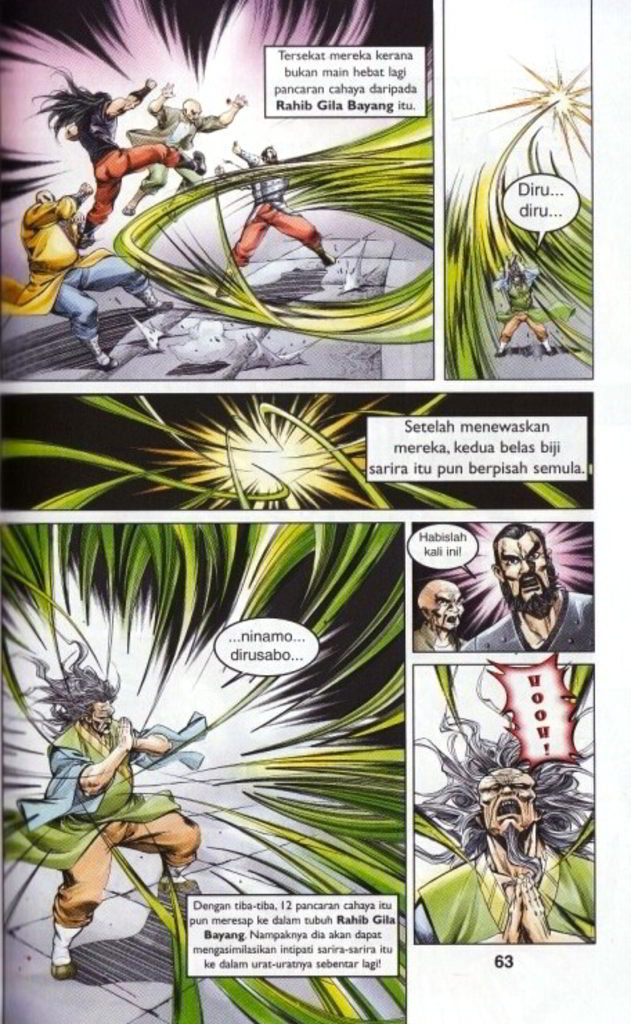 Tersekat mereka kerana
bukan main hebat lagi
pancaran cahaya daripada
Rahib Gila Bayang itu.
Diru...
diru...
Setelah menewaskan
mereka, kedua belas biji
sarira itu pun berpisah semula.
Habislah
kali ini!
...ninamo...
dirusabo...
WOOH!
Dengan tiba-tiba, 12 pancaran cahaya itu
pun meresap ke dalam tubuh Rahib Gila
Bayang. Nampaknya dia akan dapat
mengasimilasikan intipati sarira-sarira itu
ke dalam urat-uratnya sebentar lagi!
63